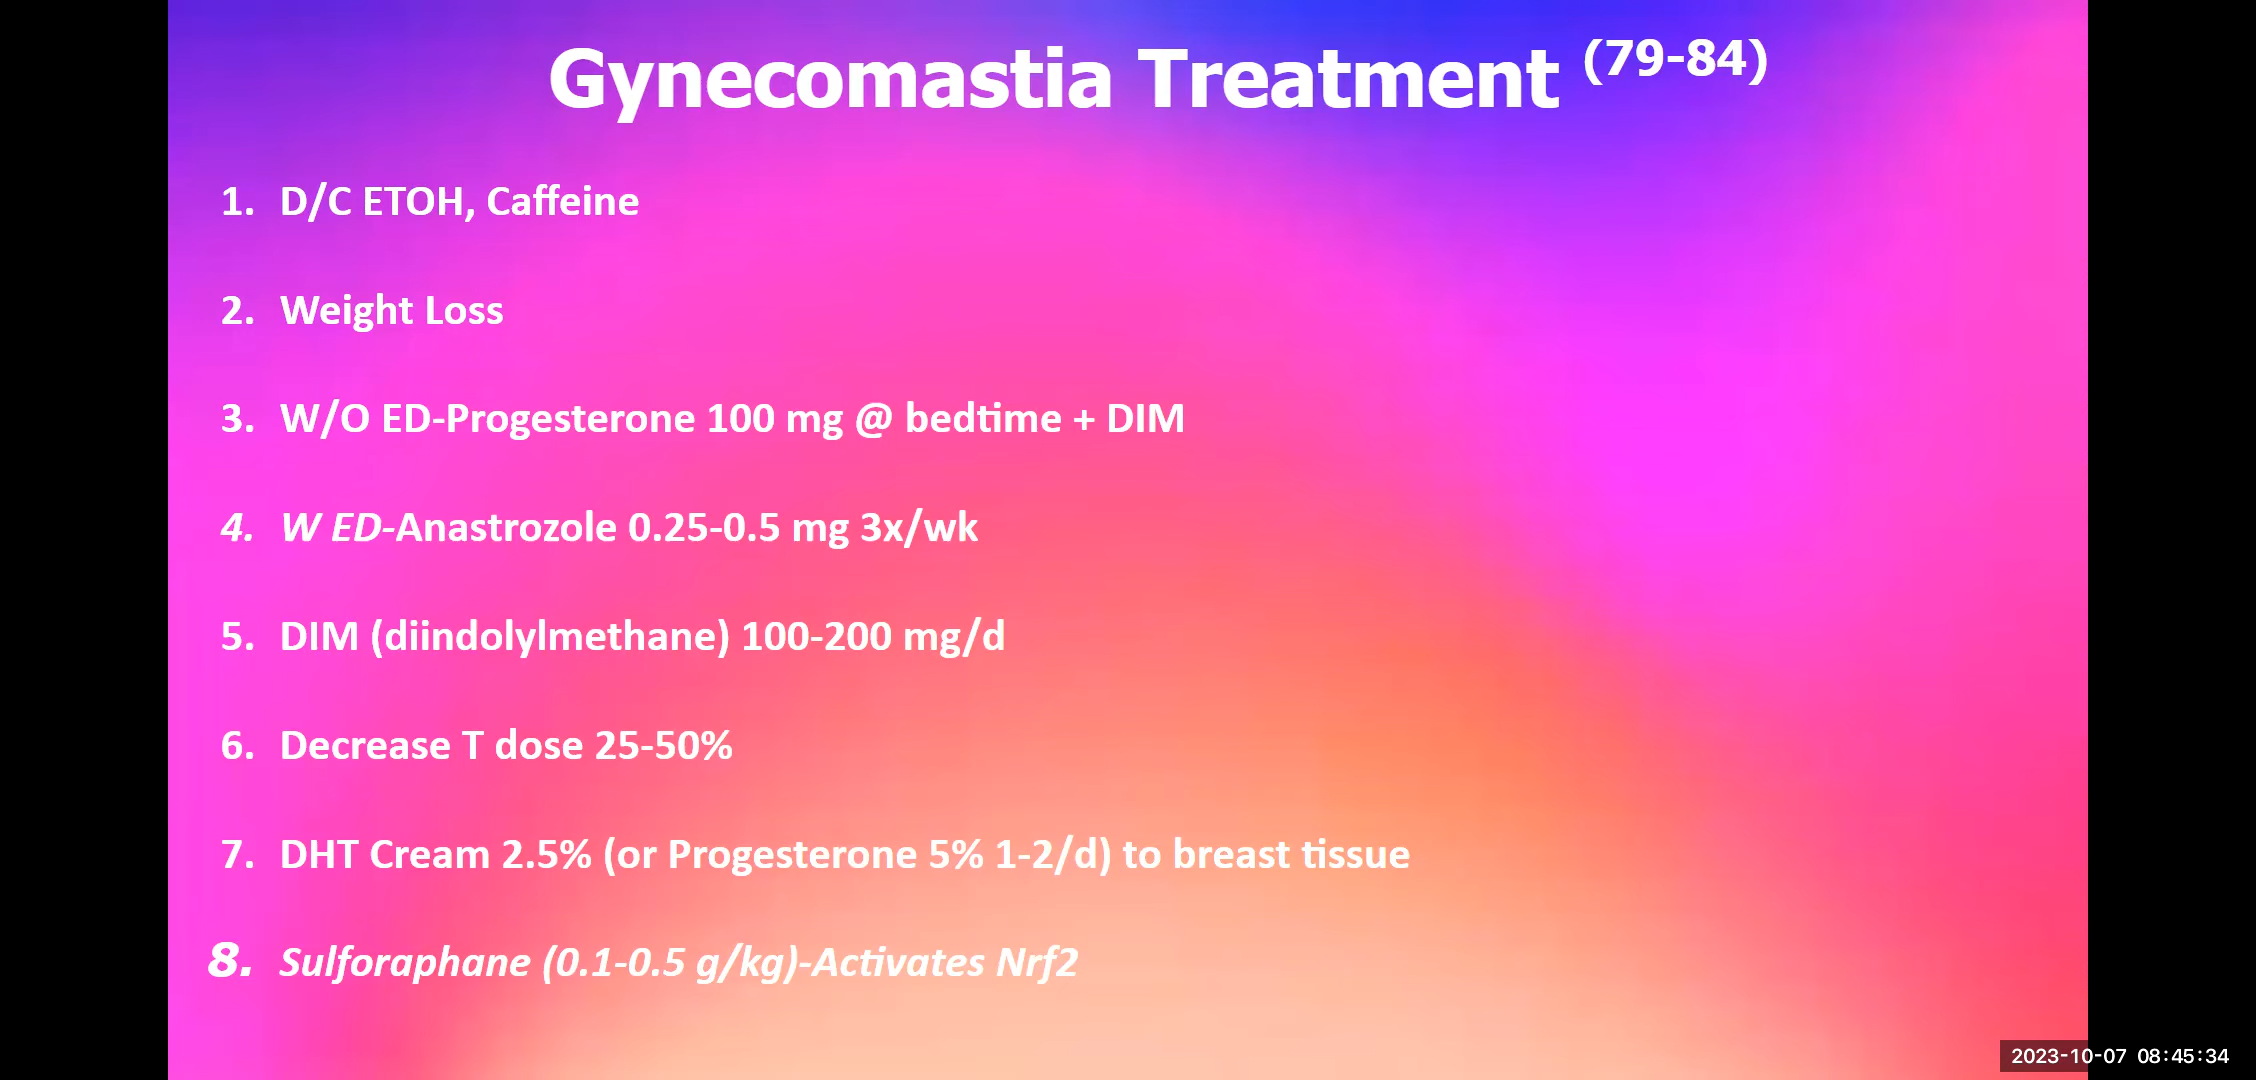 Gynecomastia Treatment (79-84)
1. D/C ETOH, Caffeine
2. Weight Loss
3. W/O ED-Progesterone 100 mg @ bedtime + DIM
4. W ED-Anastrozole 0.25-0.5 mg 3x/wk
5. DIM (diindolylmethane) 100-200 mg/d
6. Decrease T dose 25-50%
7. DHT Cream 2.5% (or Progesterone 5% 1-2/d) to breast tissue
8. Sulforaphane (0.1-0.5 g/kg)-Activates Nrf2
2023-10-07 08:45:34